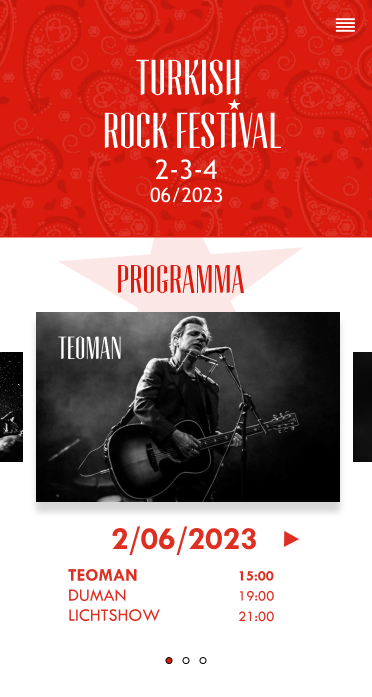 TURKISH
ROCK FESTIVAL
2-3-4
06/2023
PROGRAMMA
TEOMAN
2/06/2023
TEOMAN 15:00
DUMAN 19:00
LICHTSHOW 21:00